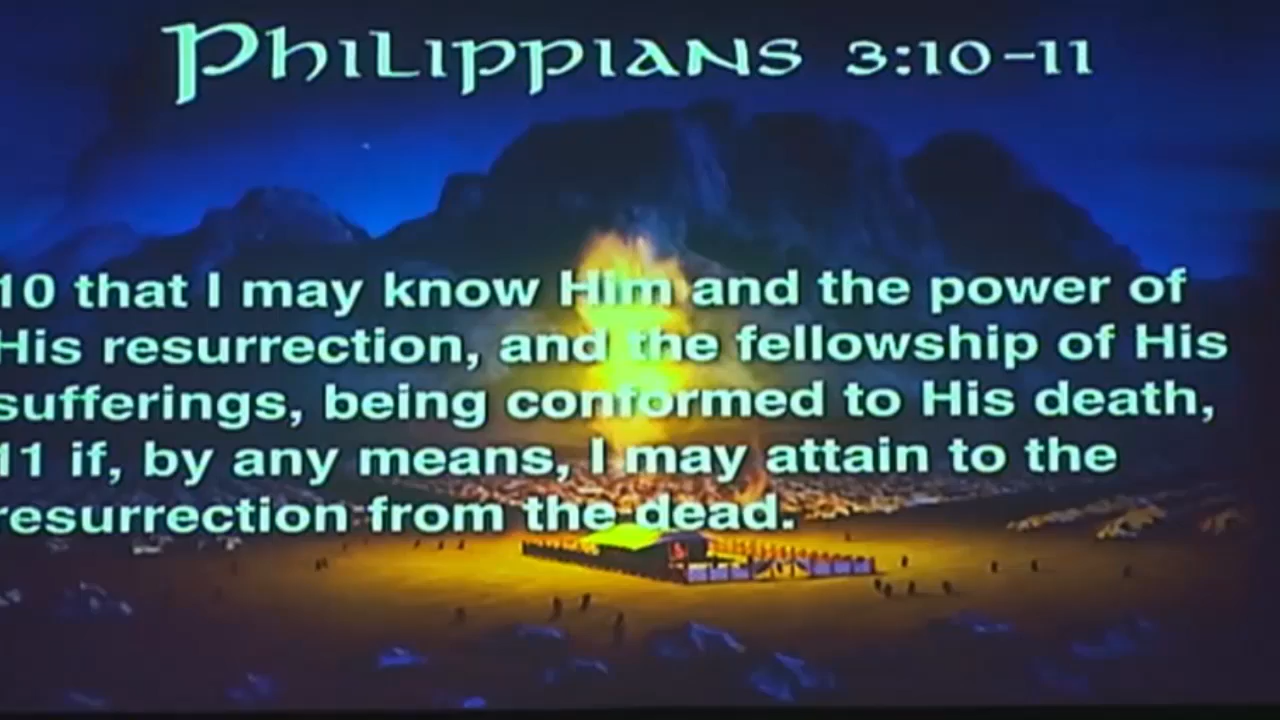 Philippians 3:10-11
10 that I may know Him and the power of
His resurrection, and the fellowship of His
sufferings, being conformed to His death,
11 if, by any means, I may attain to the
resurrection from the dead.